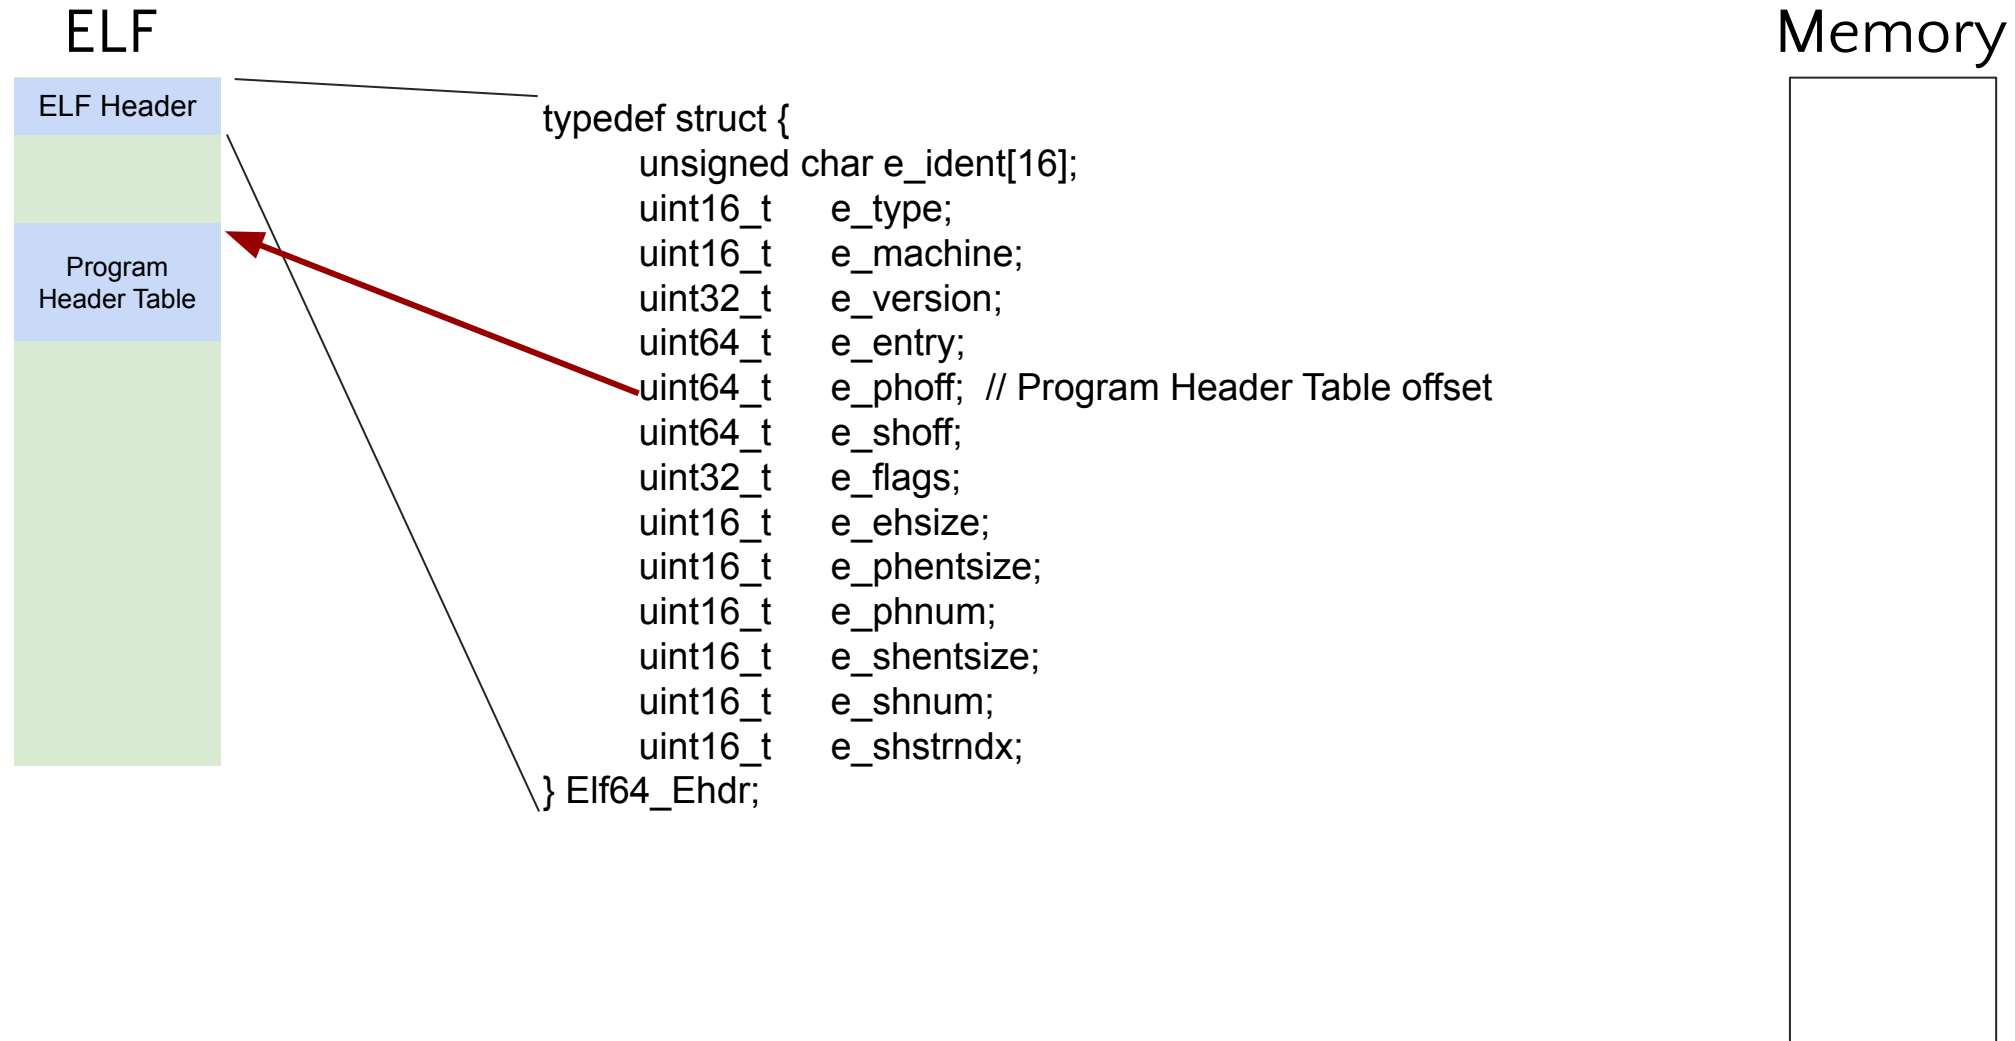 ELF
Memory
ELF Header
Program
Header Table
typedef struct {
unsigned char e_ident[16];
uint16_t e_type;
uint16_t e_machine;
uint32_t e_version;
uint64_t e_entry;
uint64_t e_phoff; // Program Header Table offset
uint64_t e_shoff;
uint32_t e_flags;
uint16_t e_ehsize;
uint16_t e_phentsize;
uint16_t e_phnum;
uint16_t e_shentsize;
uint16_t e_shnum;
uint16_t e_shstrndx;
} Elf64_Ehdr;